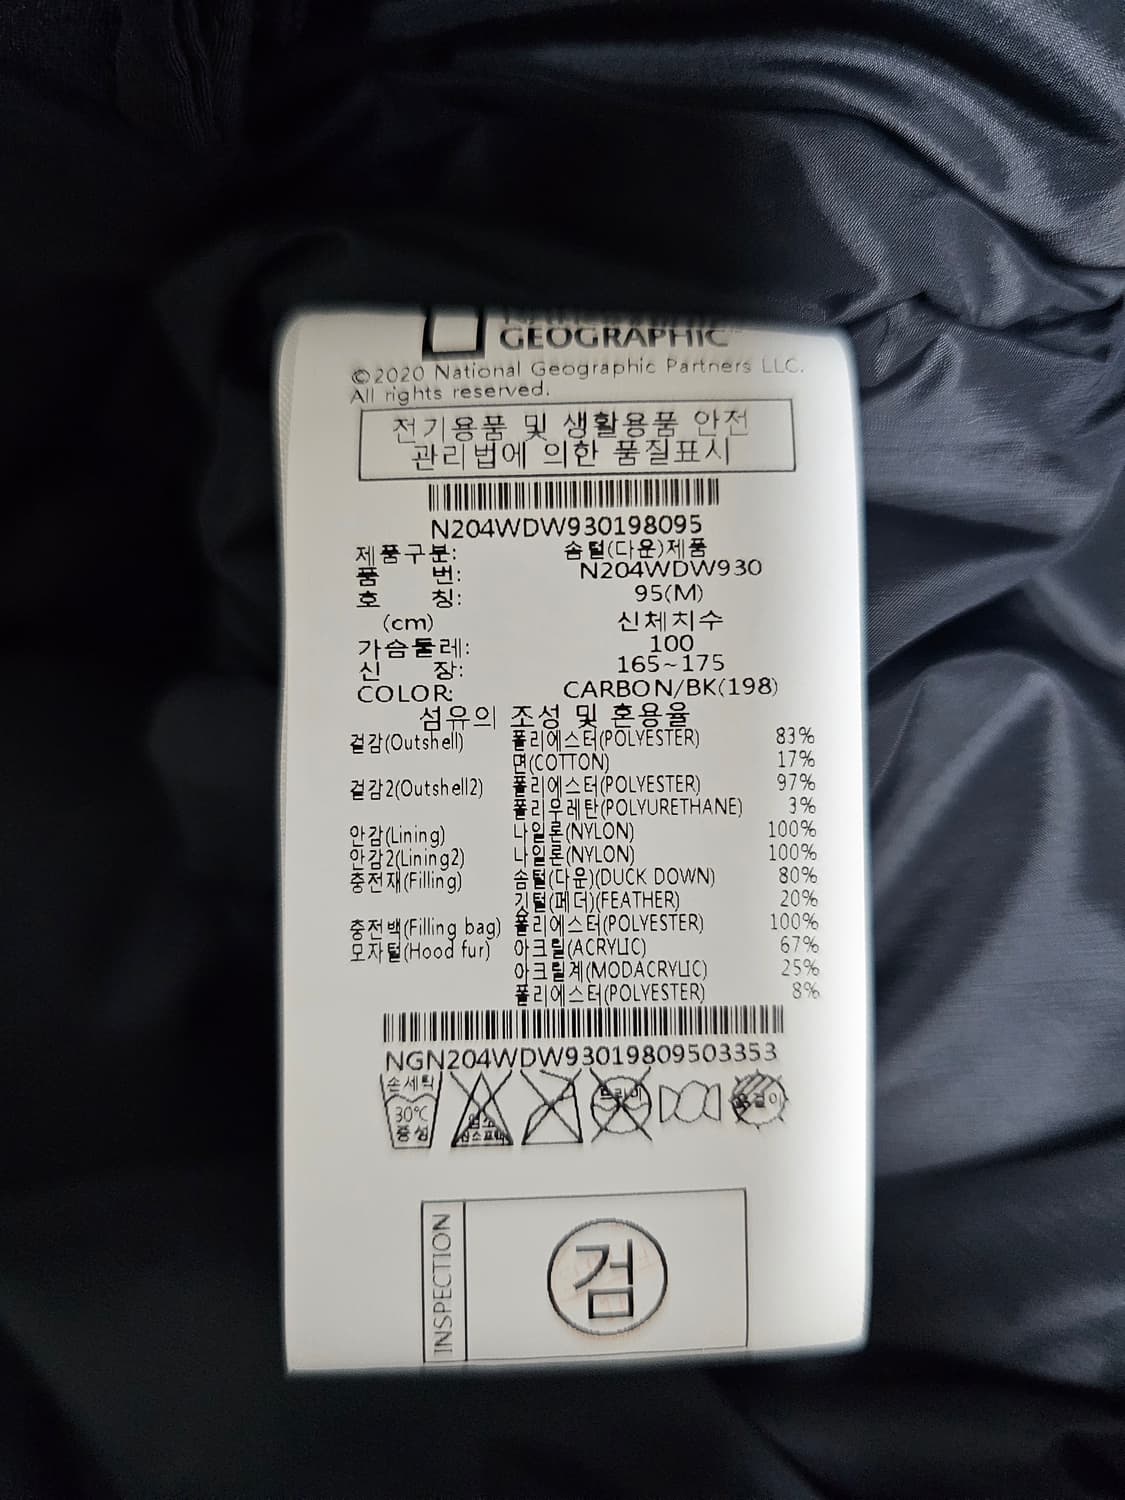 GEOGRAPHIC
©2020 National Geographic Partners LLC.
All rights reserved.
전기용품 및 생활용품 안전
관리법에 의한 품질표시
N204WDW930198095
제품구분: 솜털(다운)제품
품 번: N204WDW930
호 칭: 95(M)
(cm) 신체치수
가슴둘레: 100
신 장: 165~175
COLOR: CARBON/BK(198)
섬유의 조성 및 혼용율
겉감(Outshell) 폴리에스터(POLYESTER) 83%
면(COTTON) 17%
겉감2(Outshell2) 폴리에스터(POLYESTER) 97%
폴리우레탄(POLYURETHANE) 3%
안감(Lining) 나일론(NYLON) 100%
안감2(Lining2) 나일론(NYLON) 100%
충전재(Filling) 솜털(다운)(DUCK DOWN) 80%
깃털(페더)(FEATHER) 20%
충전백(Filling bag) 폴리에스터(POLYESTER) 100%
모자털(Hood fur) 아크릴(ACRYLIC) 67%
아크릴계(MODACRYLIC) 25%
폴리에스터(POLYESTER) 8%
NGN204WDW93019809503353
손세탁
30℃
중성
드라이
옷걸이
INSPECTION
검